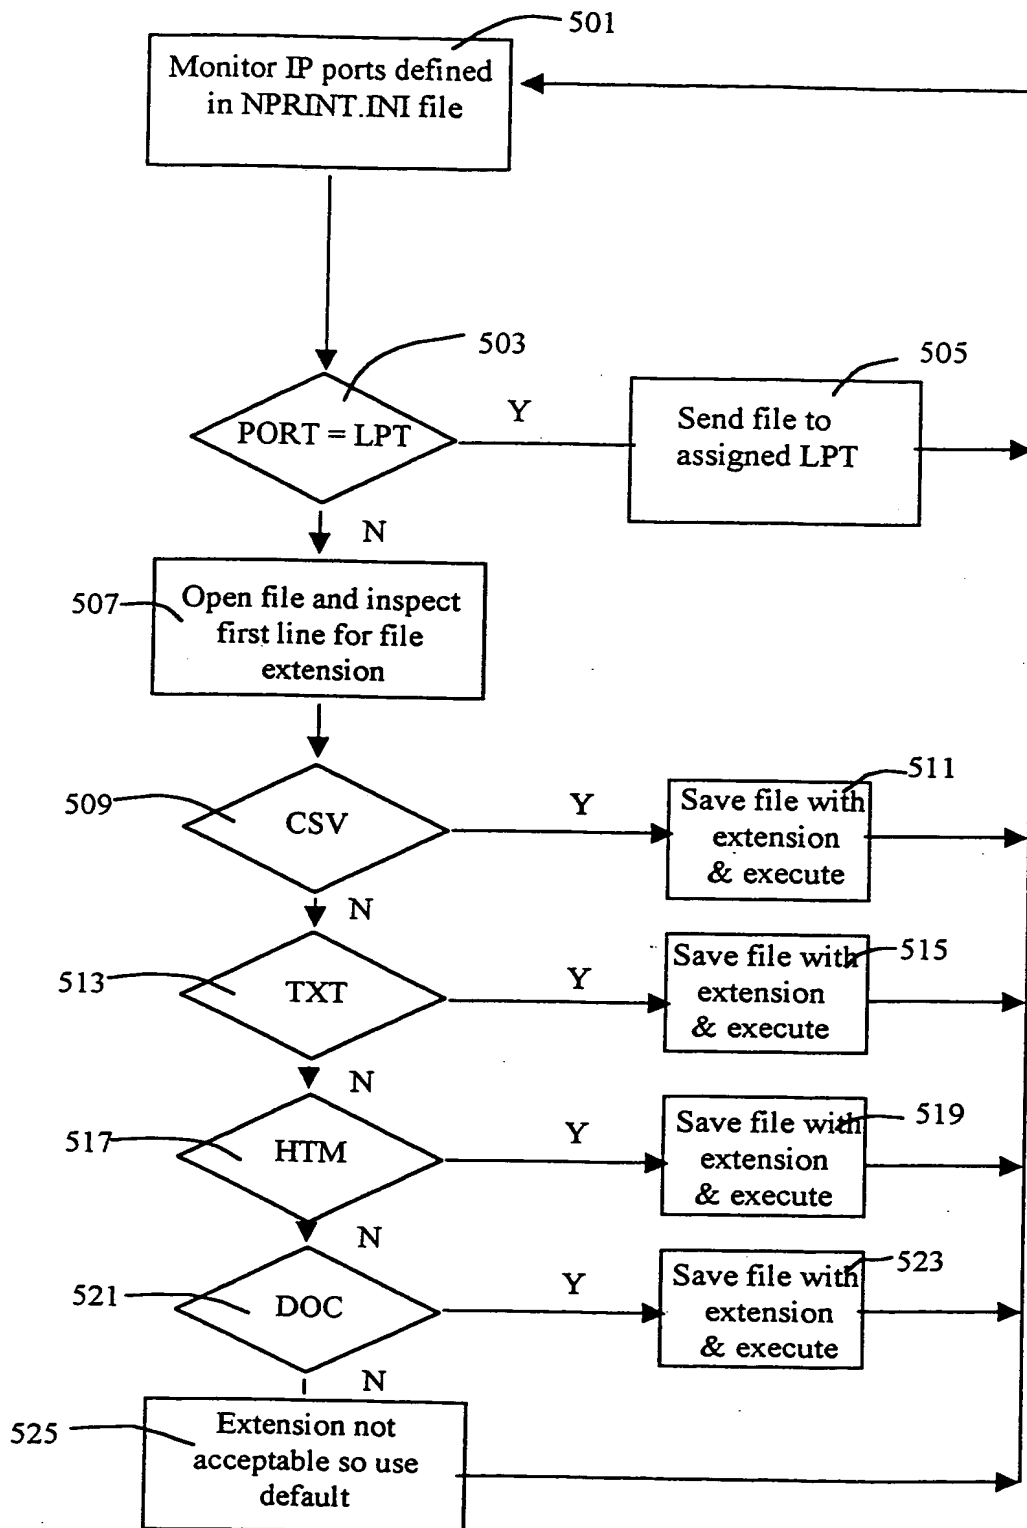 501
Monitor IP ports defined
in NPRINT.INI file
503
505
PORT = LPT
Y
Send file to
assigned LPT
N
507
Open file and inspect
first line for file
extension
509
CSV
Y
511
Save file with
extension
& execute
N
513
TXT
Y
515
Save file with
extension
& execute
N
517
HTM
Y
519
Save file with
extension
& execute
N
521
DOC
Y
523
Save file with
extension
& execute
N
525
Extension not
acceptable so use
default